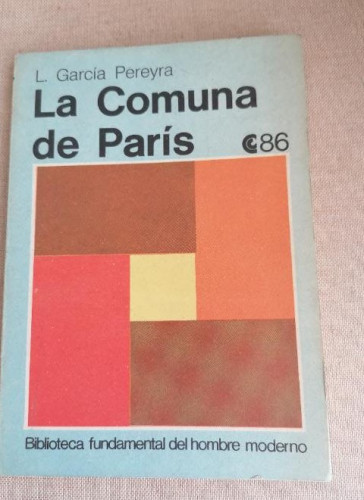 L. García Pereyra
La Comuna
de París
86
Biblioteca fundamental del hombre moderno